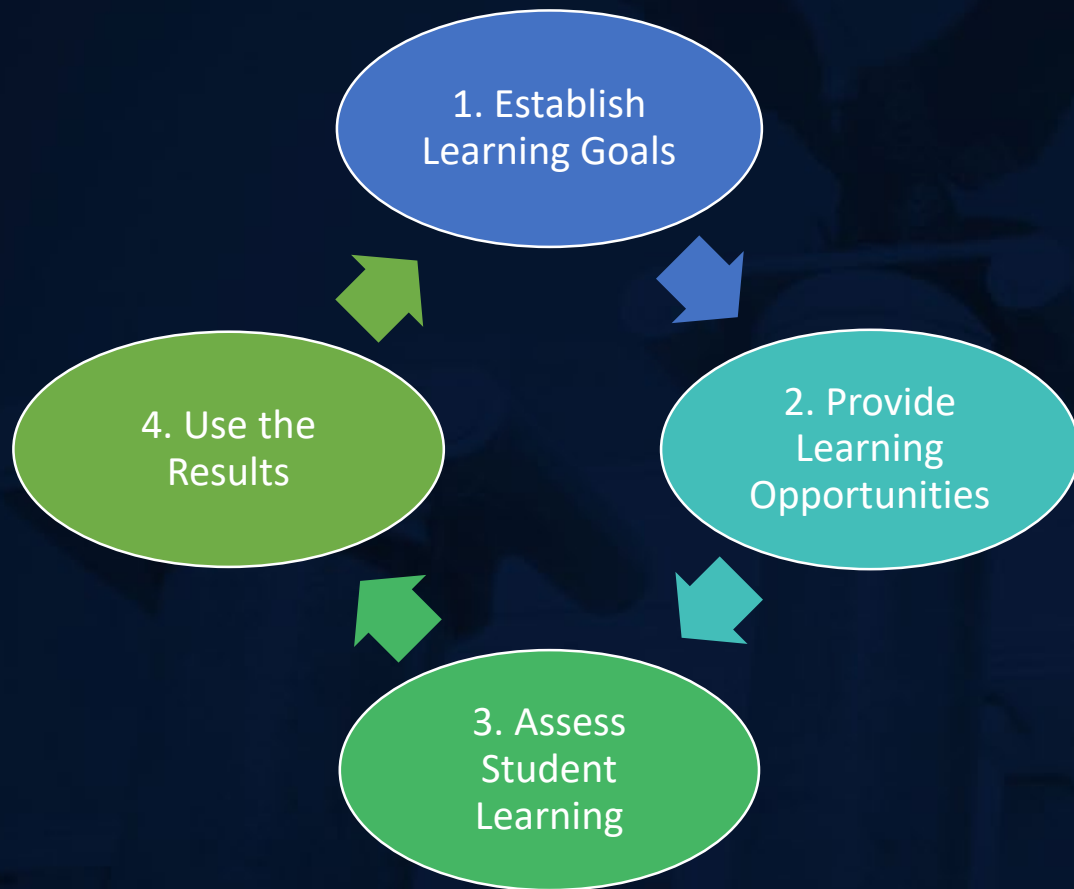 1. Establish
Learning Goals
2. Provide
Learning
Opportunities
3. Assess
Student
Learning
4. Use the
Results